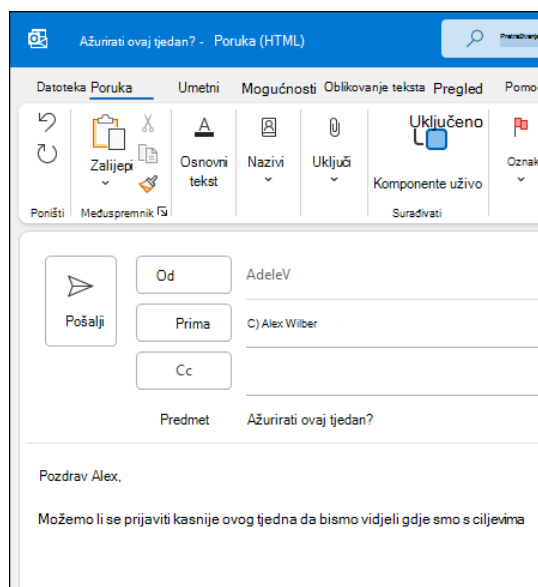 Ažurirati ovaj tjedan? - Poruka (HTML)
Datoteka Poruka Umetni Mogućnosti Oblikovanje teksta Pregled Pomo
Uključeno
Zalijepi Osnovni tekst Nazivi Uključi Komponente uživo Oznak
Poništi Međuspremnik Surađivati
Od AdeleV
Pošalji Prima C) Alex Wilber
Cc
Predmet Ažurirati ovaj tjedan?
Pozdrav Alex,
Možemo li se prijaviti kasnije ovog tjedna da bismo vidjeli gdje smo s ciljevima